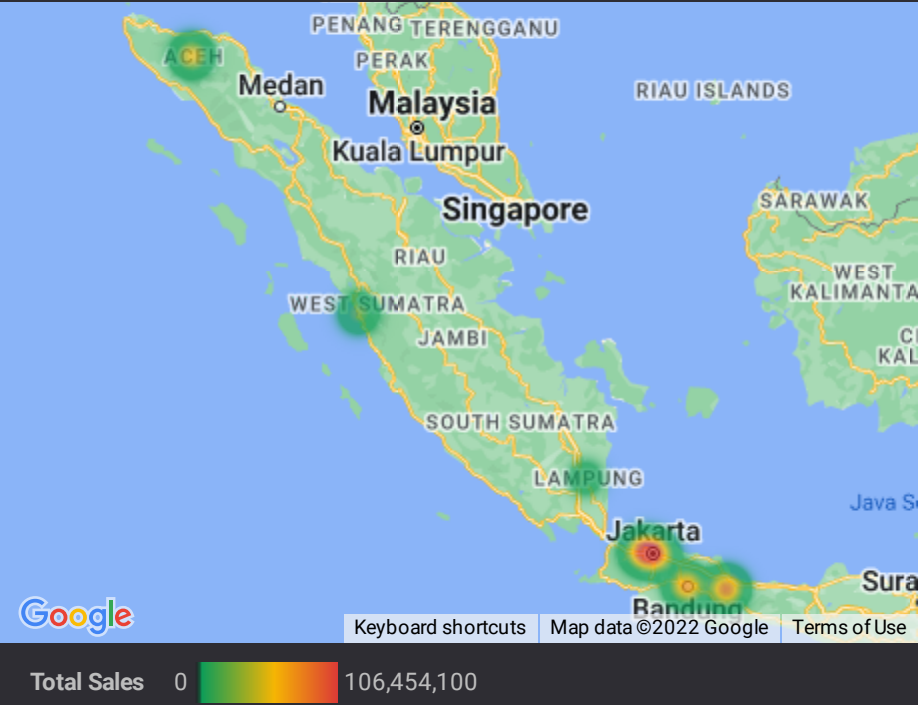 PENANG
TERENGGANU
ACEH
PERAK
Medan
RIAU ISLANDS
Malaysia
Kuala Lumpur
SARAWAK
Singapore
RIAU
WEST
KALIMANTA
WEST SUMATRA
JAMBI
CI
KAL
SOUTH SUMATRA
LAMPUNG
Java S
Jakarta
Sura
Bandung
Google
Keyboard shortcuts
Map data ©2022 Google
Terms of Use
Total Sales 0 106,454,100